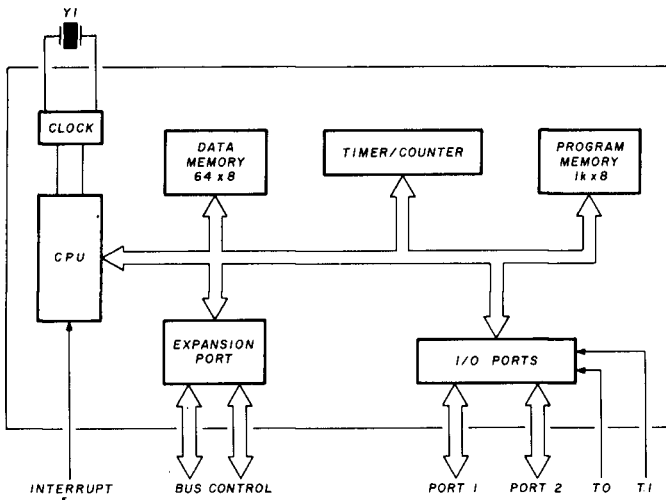 Y1
CLOCK
DATA
MEMORY
64 x 8
TIMER/COUNTER
PROGRAM
MEMORY
1k x 8
CPU
EXPANSION
PORT
I/O PORTS
INTERRUPT
BUS CONTROL
PORT 1
PORT 2
T0
T1